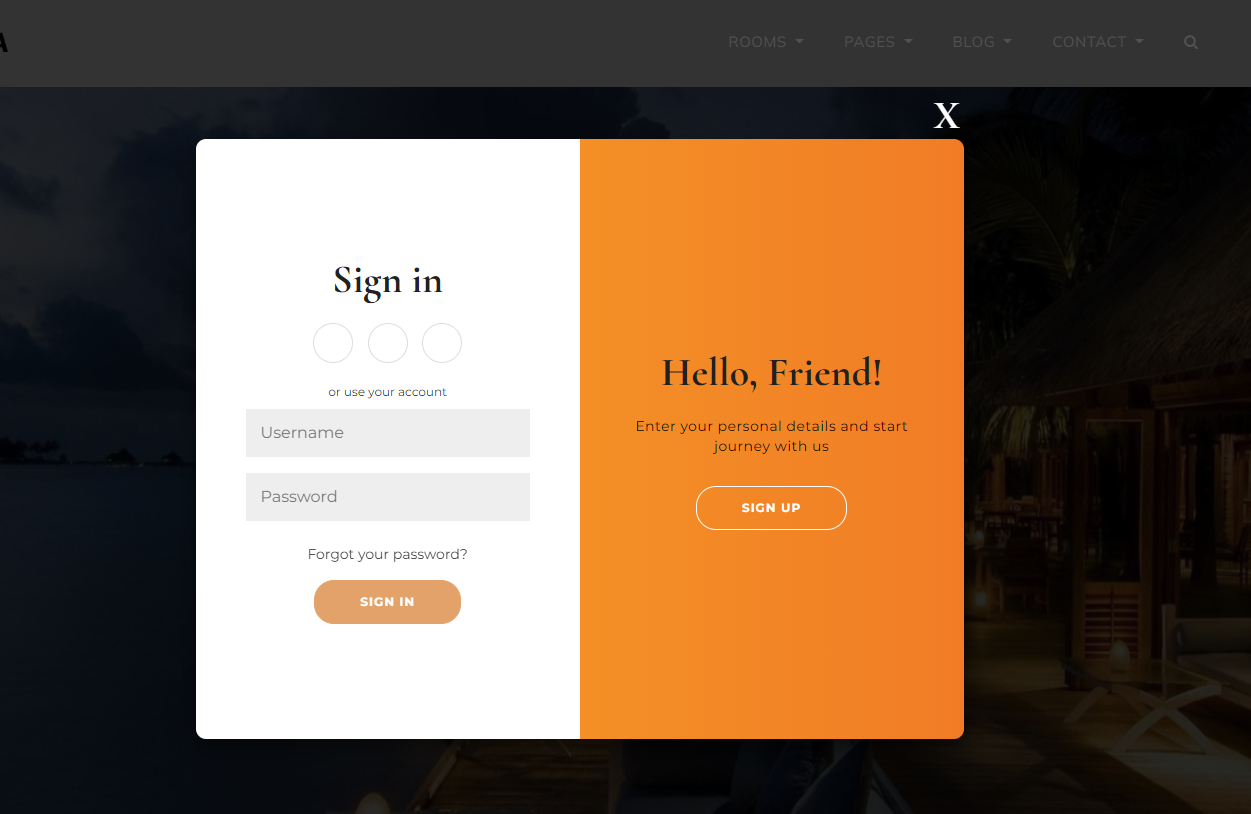 A
ROOMS
PAGES
BLOG
CONTACT
X
Sign in
or use your account
Username
Password
Forgot your password?
SIGN IN
Hello, Friend!
Enter your personal details and start
journey with us
SIGN UP